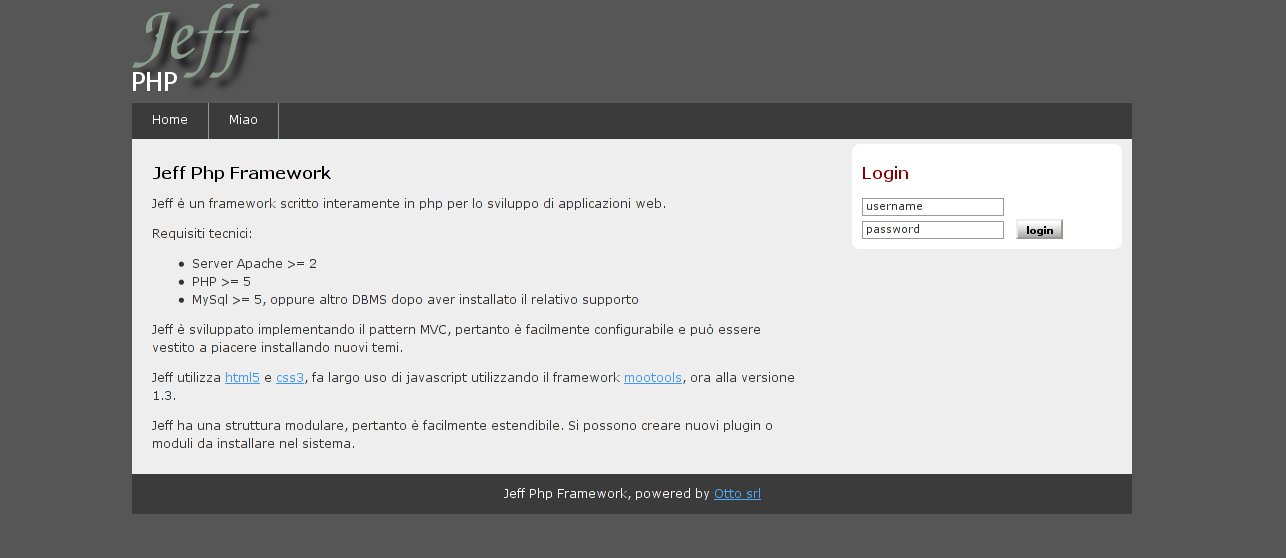 Jeff
PHP
Home Miao
Jeff Php Framework
Jeff è un framework scritto interamente in php per lo sviluppo di applicazioni web.
Requisiti tecnici:
• Server Apache >= 2
• PHP >= 5
• MySql >= 5, oppure altro DBMS dopo aver installato il relativo supporto
Jeff è sviluppato implementando il pattern MVC, pertanto è facilmente configurabile e può essere
vestito a piacere installando nuovi temi.
Jeff utilizza html5 e css3, fa largo uso di javascript utilizzando il framework mootools, ora alla versione
1.3.
Jeff ha una struttura modulare, pertanto è facilmente estendibile. Si possono creare nuovi plugin o
moduli da installare nel sistema.
Login
username
password login
Jeff Php Framework, powered by Otto srl